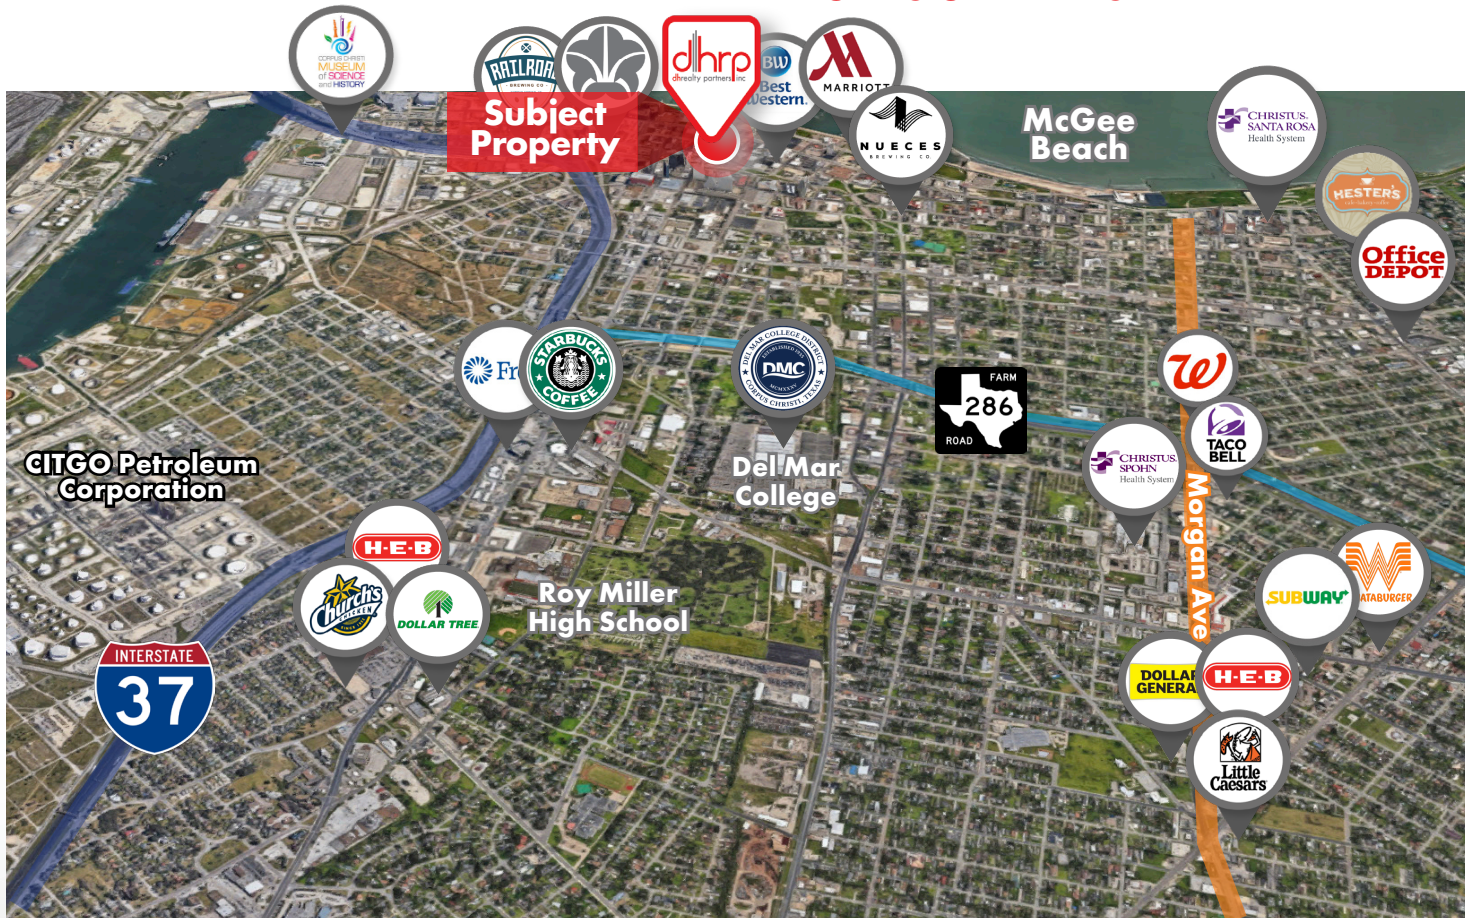 CORPUS CHRISTI
MUSEUM
of SCIENCE
and HISTORY
RAILROA
BREWING CO
dhrp
dhrealty partners inc
BW
Best
Western.
MARRIOTT
NUECES
BREWING CO.
Subject
Property
McGee
Beach
CHRISTUS.
SANTA ROSA
Health System
HESTER'S
Office
DEPOT
Fr
STARBUCKS
COFFEE
DEL MAR COLLEGE DISTRICT
ESTABLISHED 1935
DMC
MCMXXXV
CORPUS CHRISTI, TEXAS
FARM
286
ROAD
W
TACO
BELL
CHRISTUS.
SPOHN
Health System
CITGO Petroleum
Corporation
Del Mar
College
Morgan Ave
H-E-B
Church's
CHICKEN
DOLLAR TREE
Roy Miller
High School
SUBWAY
ATABURGER
INTERSTATE
37
DOLLAR
GENERA
H-E-B
Little
Caesars